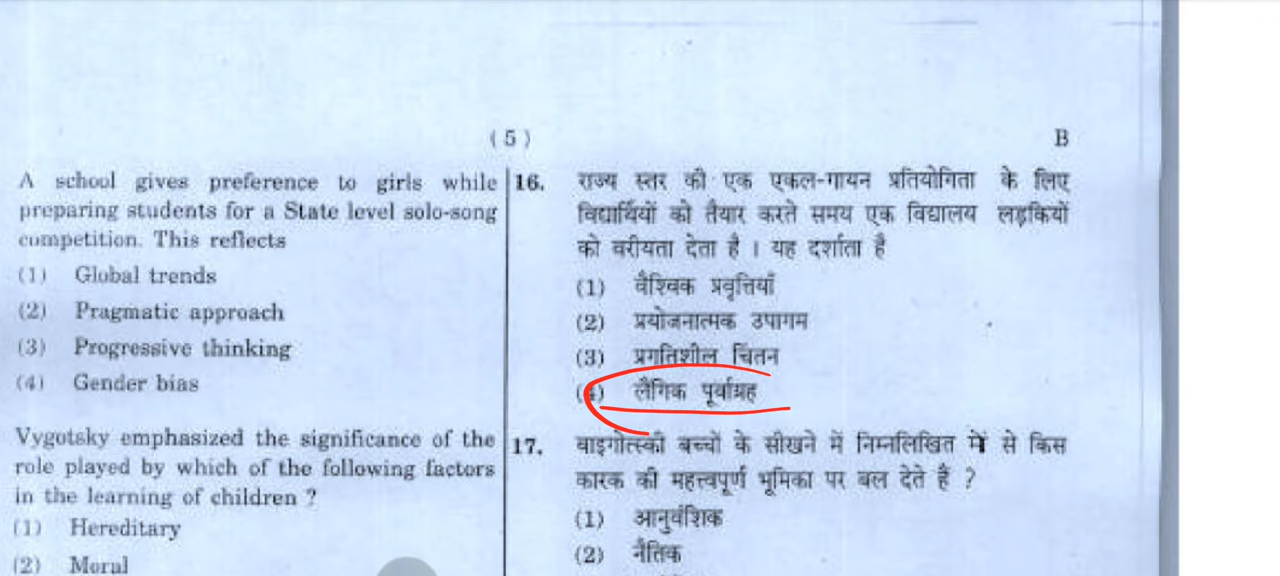 (5)
B
A school gives preference to girls while
preparing students for a State level solo-song
competition. This reflects
(1) Global trends
(2) Pragmatic approach
(3) Progressive thinking
(4) Gender bias
Vygotsky emphasized the significance of the
role played by which of the following factors
in the learning of children ?
(1) Hereditary
(2) Moral
16. राज्य स्तर की एक एकल-गायन प्रतियोगिता के लिए
विद्यार्थियों को तैयार करते समय एक विद्यालय लड़कियों
को वरीयता देता है । यह दर्शाता है
(1) वैश्विक प्रवृत्तियाँ
(2) प्रयोजनात्मक उपागम
(3) प्रगतिशील चिंतन
(4) लैंगिक पूर्वाग्रह
17. वाइगोत्स्की बच्चों के सीखने में निम्नलिखित में से किस
कारक की महत्त्वपूर्ण भूमिका पर बल देते हैं ?
(1) आनुवंशिक
(2) नैतिक